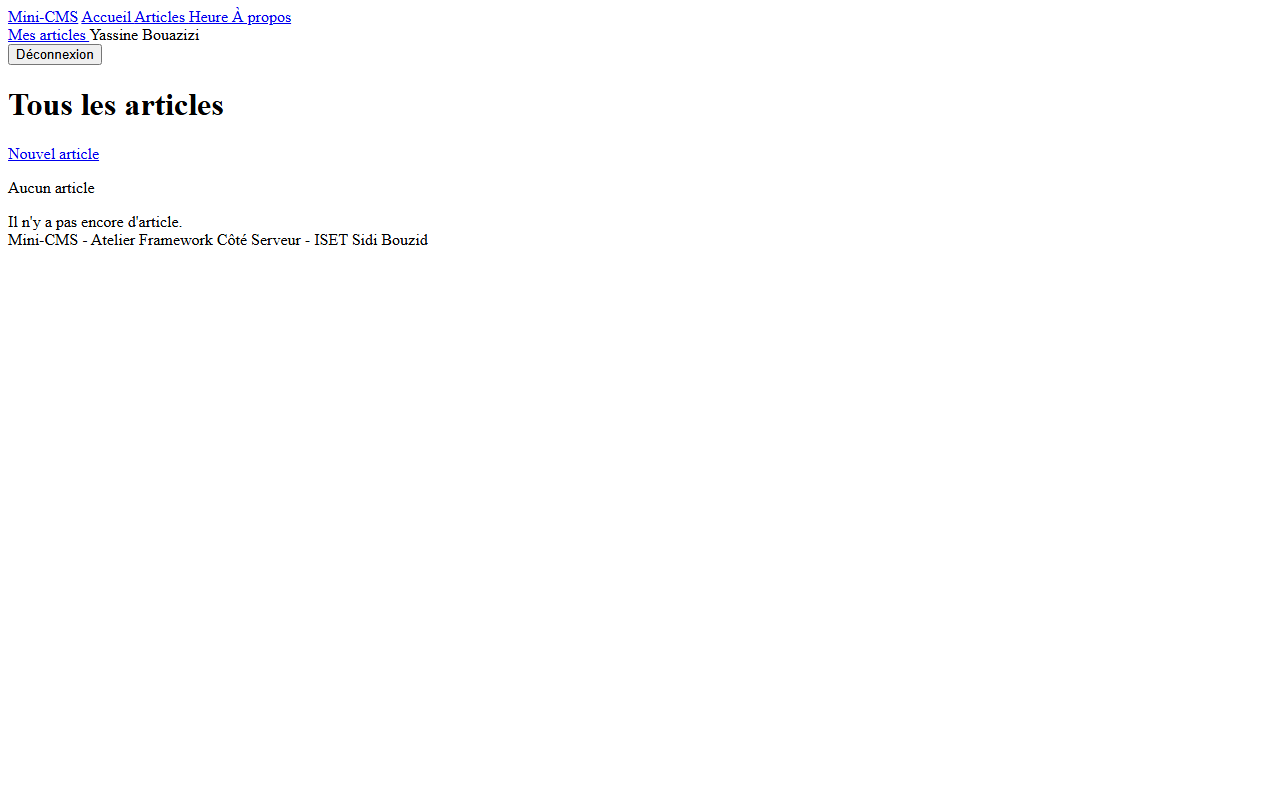 Mini-CMS Accueil Articles Heure À propos
Mes articles Yassine Bouazizi
Déconnexion
Tous les articles
Nouvel article
Aucun article
Il n'y a pas encore d'article.
Mini-CMS - Atelier Framework Côté Serveur - ISET Sidi Bouzid